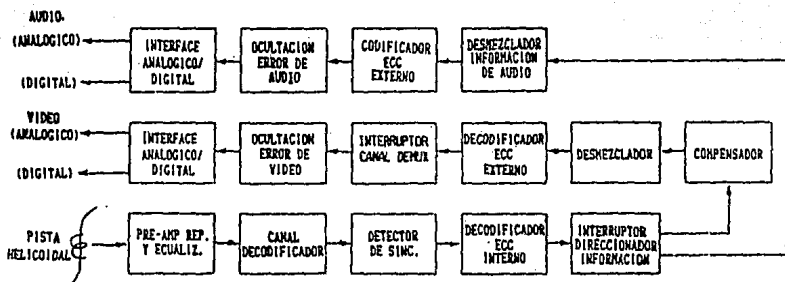 AUDIO.
(ANALOGICO)
(DIGITAL)
INTERFACE
ANALOGICO/
DIGITAL
OCULTACION
ERROR DE
AUDIO
CODIFICADOR
ECC
EXTERNO
DESMEZCLADOR
INFORMACION
DE AUDIO
VIDEO
(ANALOGICO)
(DIGITAL)
INTERFACE
ANALOGICO/
DIGITAL
OCULTACION
ERROR DE
VIDEO
INTERRUPTOR
CANAL DEMUX
DECODIFICADOR
ECC
EXTERNO
DESMEZCLADOR
COMPENSADOR
PISTA
HELICOIDAL
PRE-AMP REP.
Y ECUALIZ.
CANAL
DECODIFICADOR
DETECTOR
DE SINC.
DECODIFICADOR
ECC
INTERNO
INTERRUPTOR
DIRECCIONADOR
INFORMACION